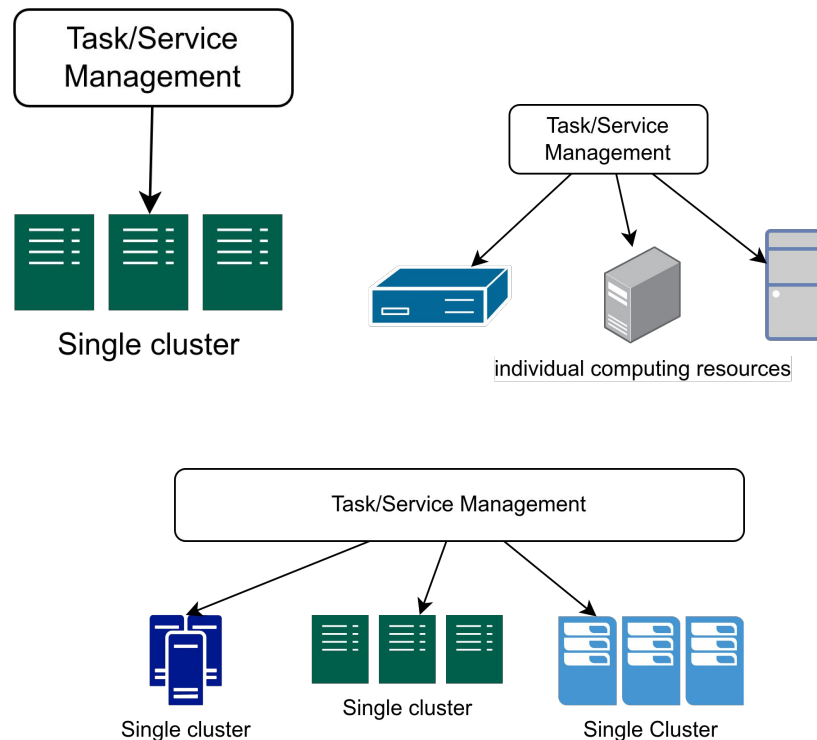 Task/Service
Management
Single cluster
Task/Service
Management
individual computing resources
Task/Service Management
Single cluster
Single cluster
Single Cluster